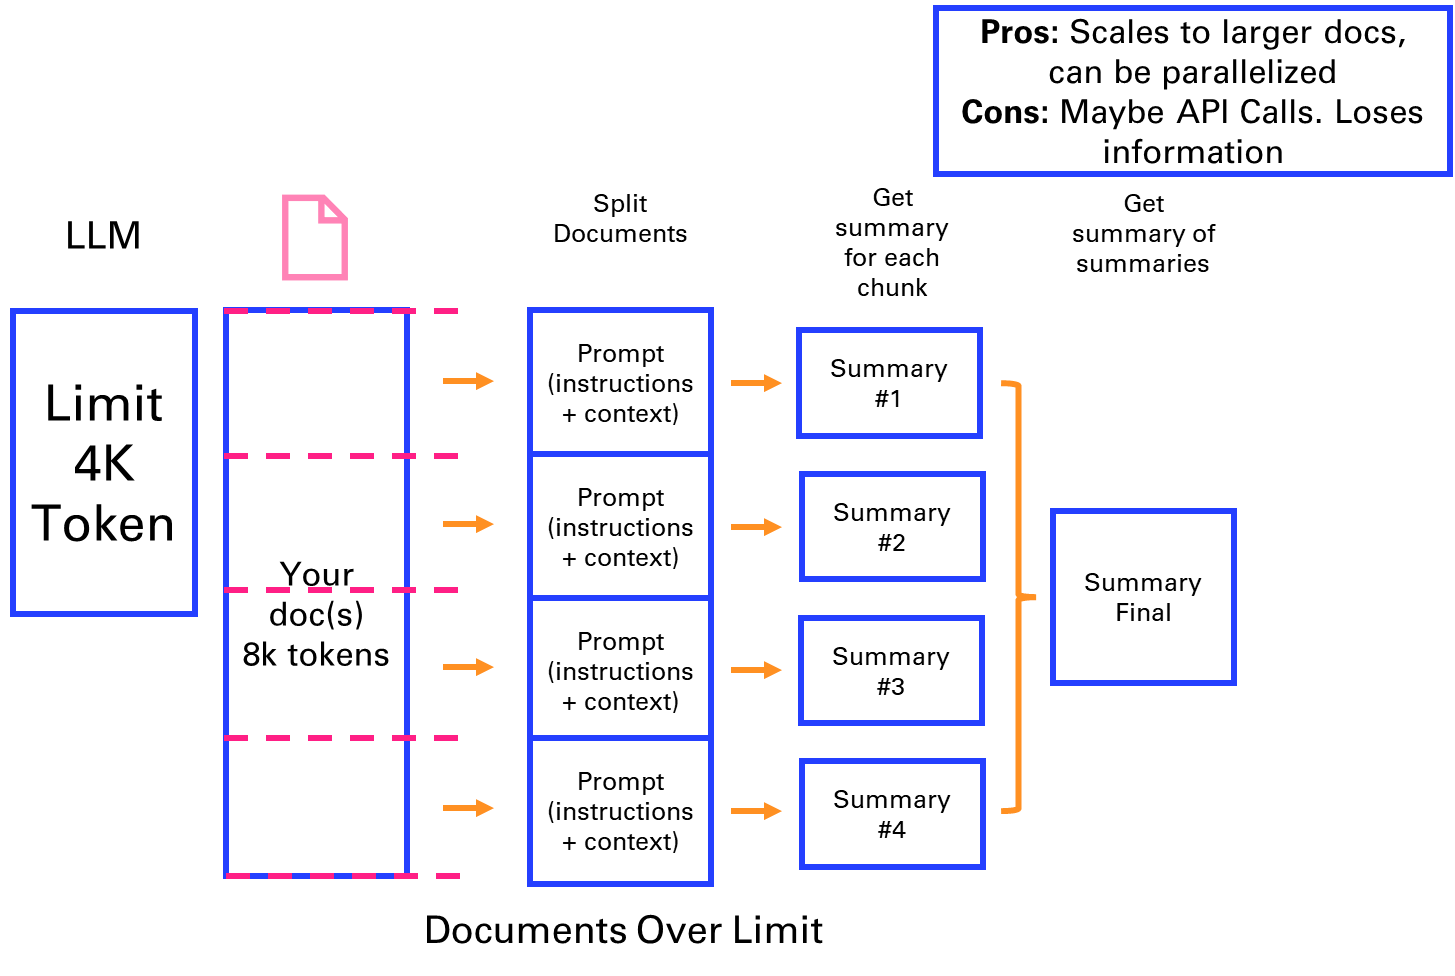 Pros: Scales to larger docs,
can be parallelized
Cons: Maybe API Calls. Loses
information
LLM
Split
Documents
Get
summary
for each
chunk
Get
summary of
summaries
Limit
4K
Token
Your
doc(s)
8k tokens
Prompt
(instructions
+ context)
Summary
#1
Prompt
(instructions
+ context)
Summary
#2
Prompt
(instructions
+ context)
Summary
#3
Prompt
(instructions
+ context)
Summary
#4
Summary
Final
Documents Over Limit